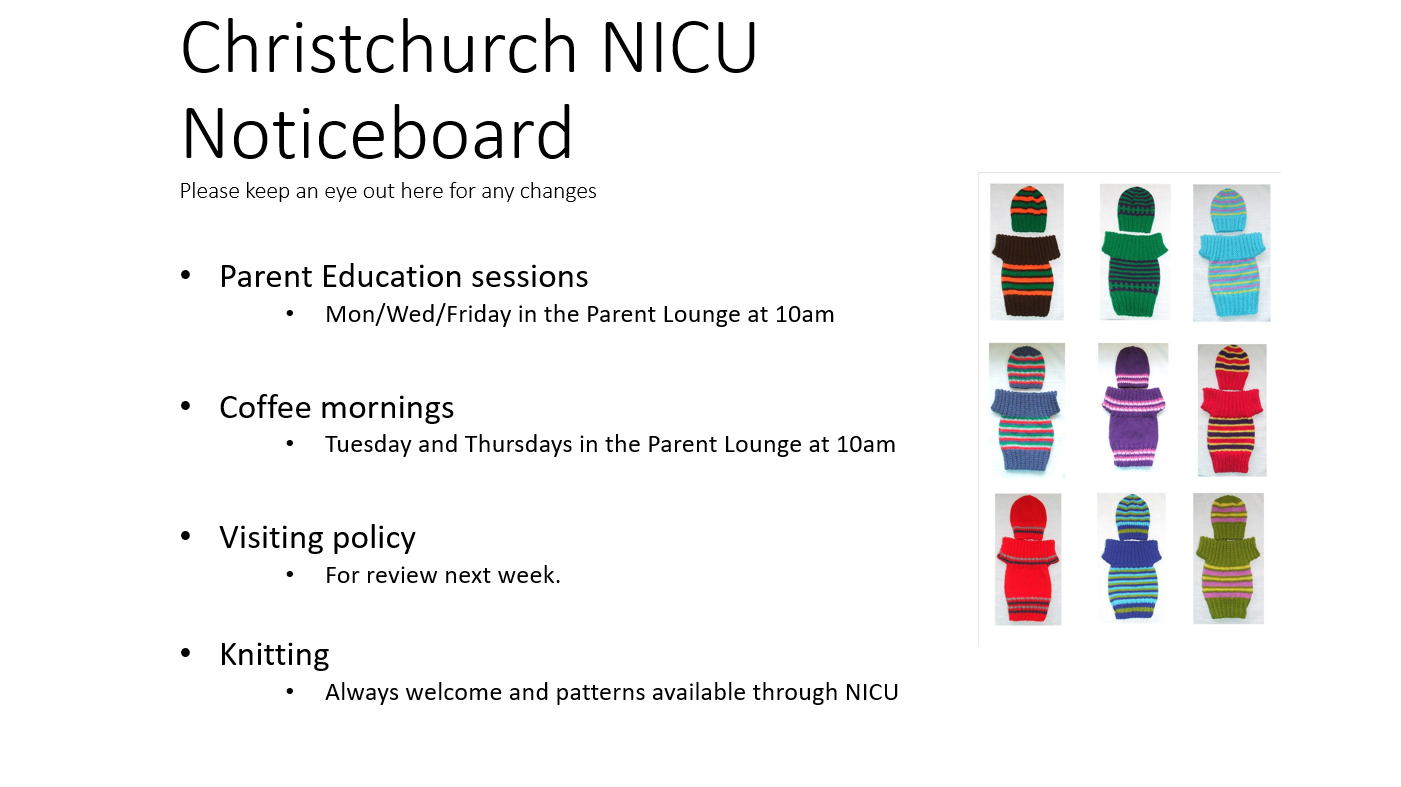 Christchurch NICU
Noticeboard
Please keep an eye out here for any changes
• Parent Education sessions
• Mon/Wed/Friday in the Parent Lounge at 10am
• Coffee mornings
• Tuesday and Thursdays in the Parent Lounge at 10am
• Visiting policy
• For review next week.
• Knitting
• Always welcome and patterns available through NICU